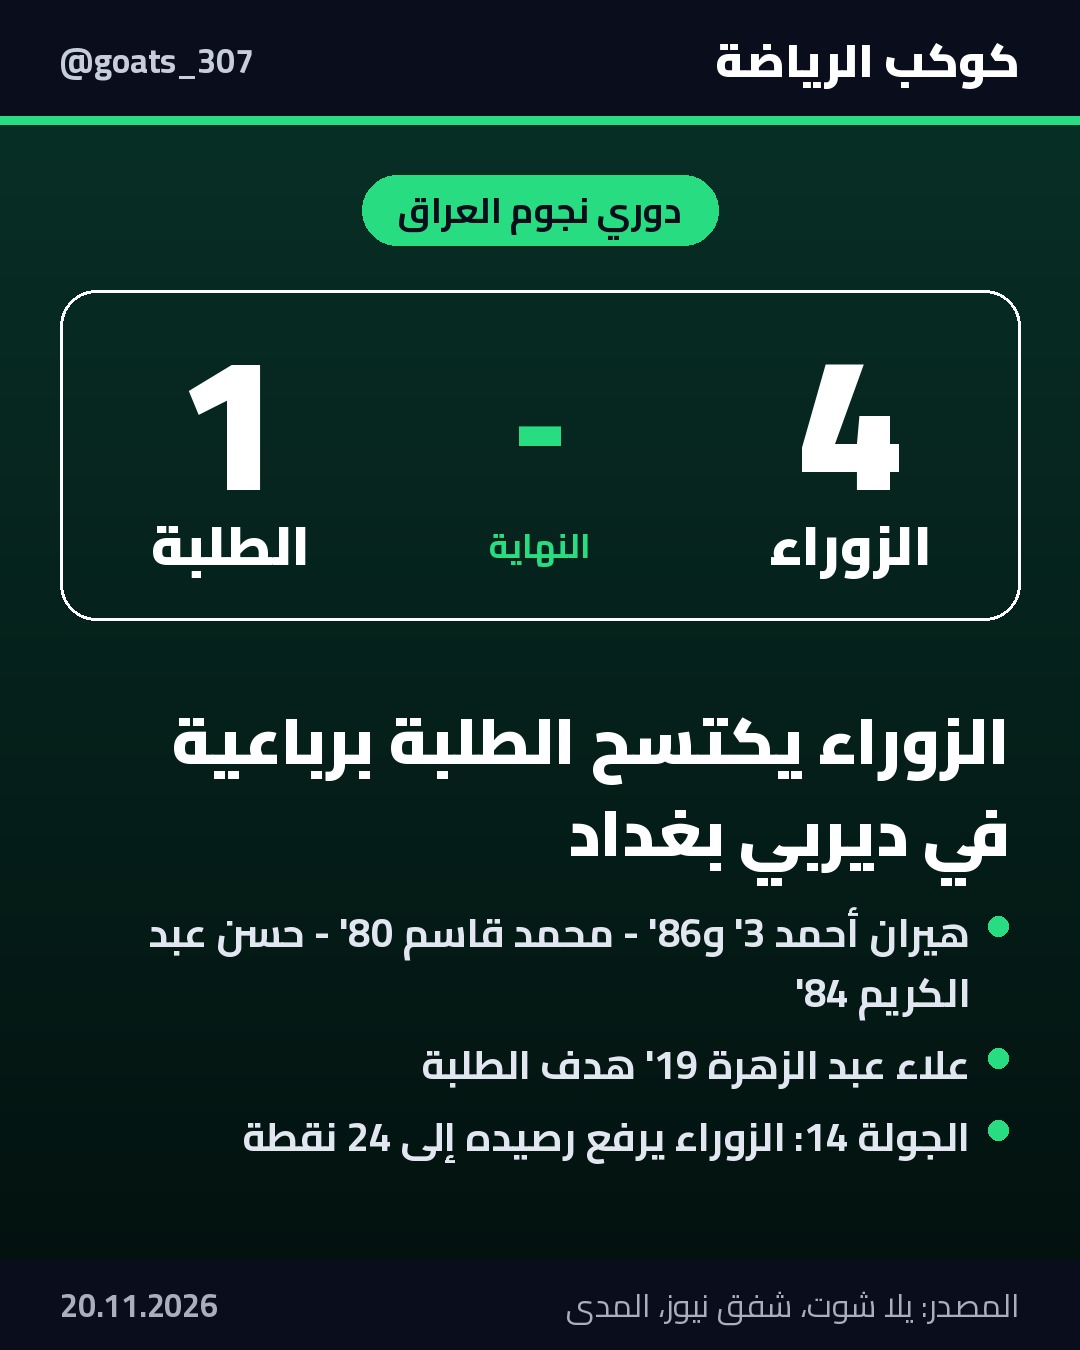 كوكب الرياضة
@goats_307
دوري نجوم العراق
4 - 1
الزوراء النهاية الطلبة
الزوراء يكتسح الطلبة برباعية
في ديربي بغداد
هيران أحمد 3' و86' - محمد قاسم 80' - حسن عبد
الكريم 84'
علاء عبد الزهرة 19' هدف الطلبة
الجولة 14: الزوراء يرفع رصيده إلى 24 نقطة
المصدر: يلا شوت، شفق نيوز، المدى
20.11.2026